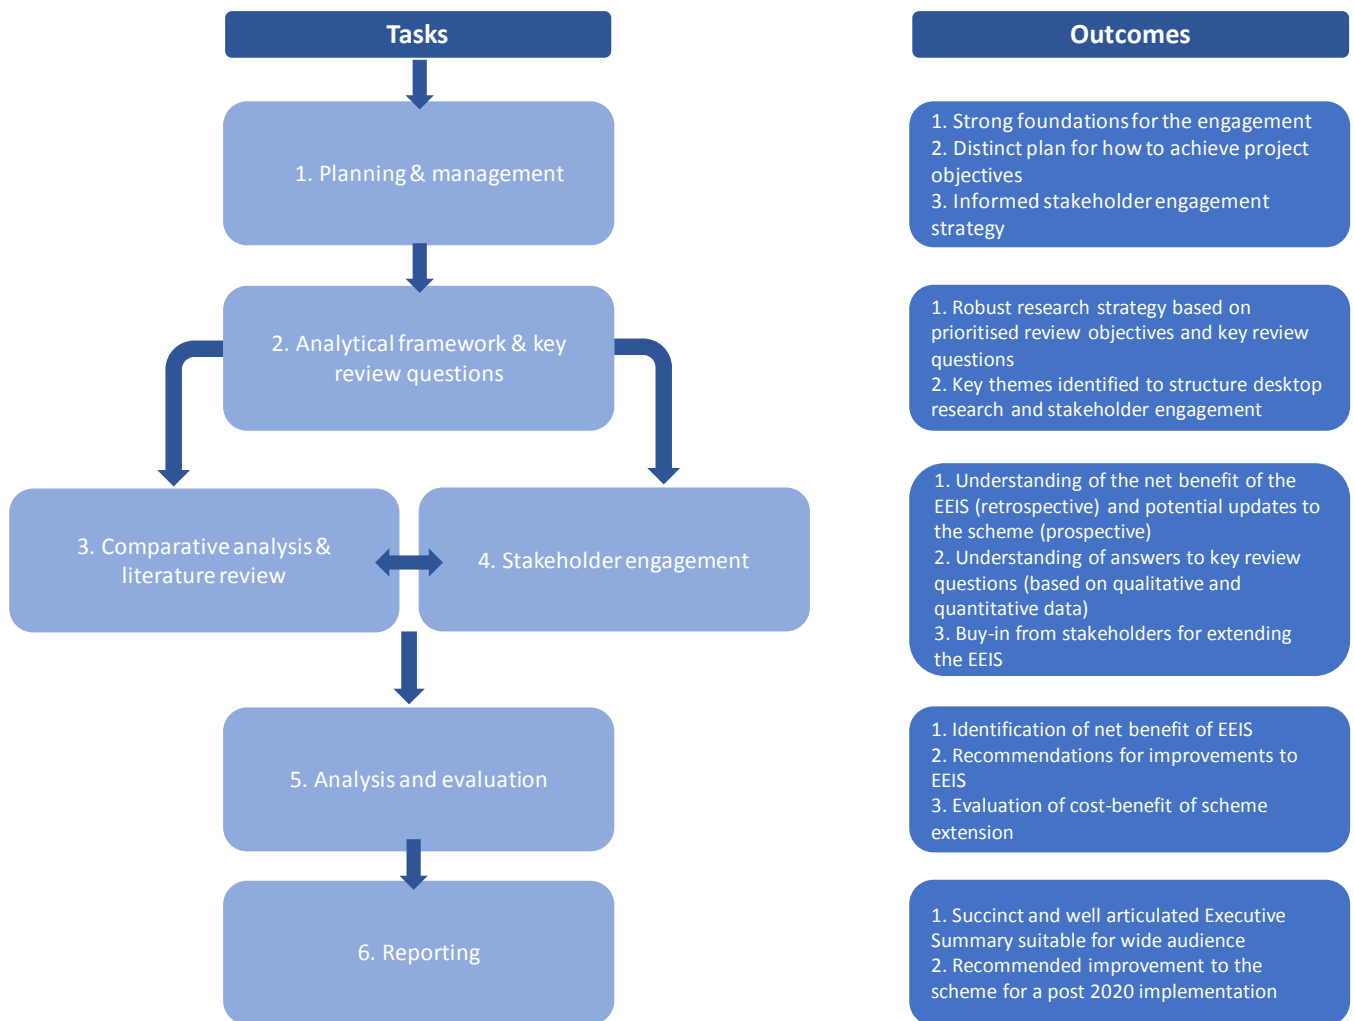 Tasks
Outcomes
1. Planning & management
1. Strong foundations for the engagement
2. Distinct plan for how to achieve project
objectives
3. Informed stakeholder engagement
strategy
2. Analytical framework & key
review questions
1. Robust research strategy based on
prioritised review objectives and key review
questions
2. Key themes identified to structure desktop
research and stakeholder engagement
3. Comparative analysis &
literature review
4. Stakeholder engagement
1. Understanding of the net benefit of the
EEIS (retrospective) and potential updates to
the scheme (prospective)
2. Understanding of answers to key review
questions (based on qualitative and
quantitative data)
3. Buy-in from stakeholders for extending
the EEIS
5. Analysis and evaluation
1. Identification of net benefit of EEIS
2. Recommendations for improvements to
EEIS
3. Evaluation of cost-benefit of scheme
extension
6. Reporting
1. Succinct and well articulated Executive
Summary suitable for wide audience
2. Recommended improvement to the
scheme for a post 2020 implementation